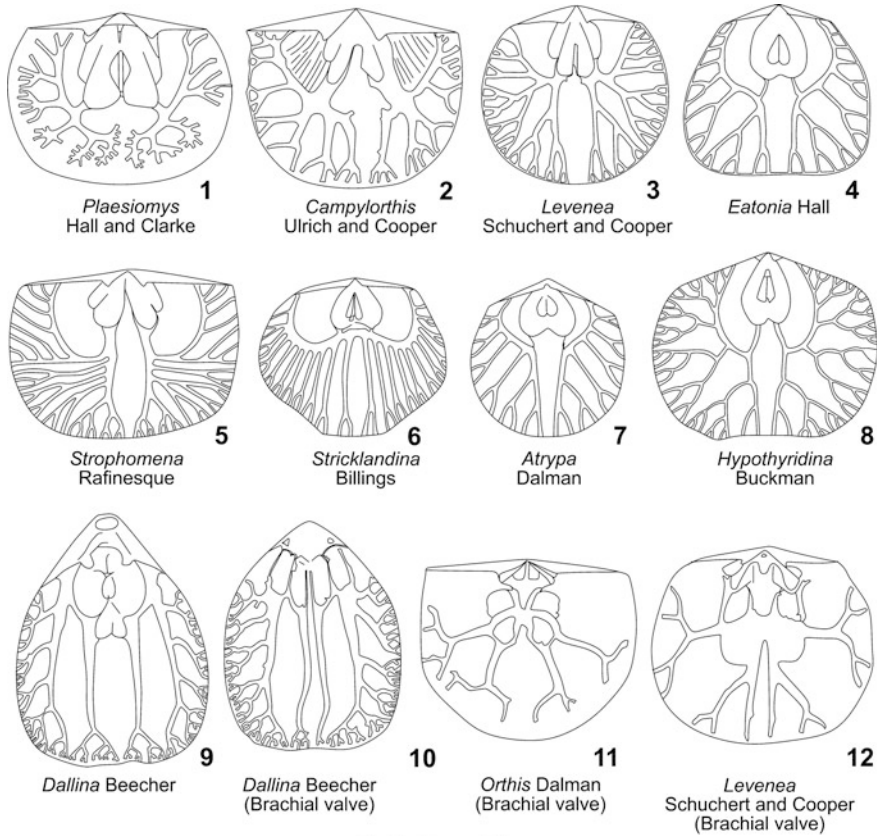 1
Plaesiomys
Hall and Clarke
2
Campylorthis
Ulrich and Cooper
3
Levenea
Schuchert and Cooper
4
Eatonia Hall
5
Strophomena
Rafinesque
6
Stricklandina
Billings
7
Atrypa
Dalman
8
Hypothyridina
Buckman
9
Dallina Beecher
10
Dallina Beecher
(Brachial valve)
11
Orthis Dalman
(Brachial valve)
12
Levenea
Schuchert and Cooper
(Brachial valve)